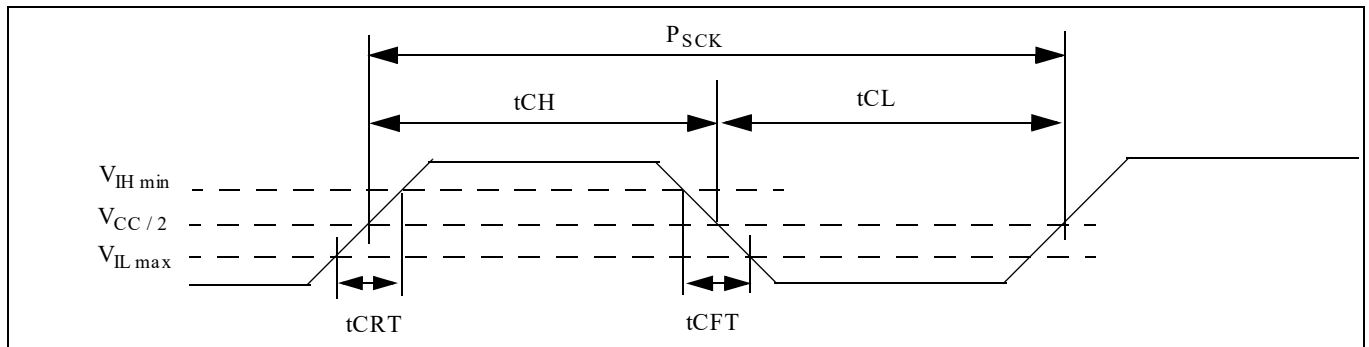 PSCK
tCH
tCL
VIH min
VCC / 2
VIL max
tCRT
tCFT